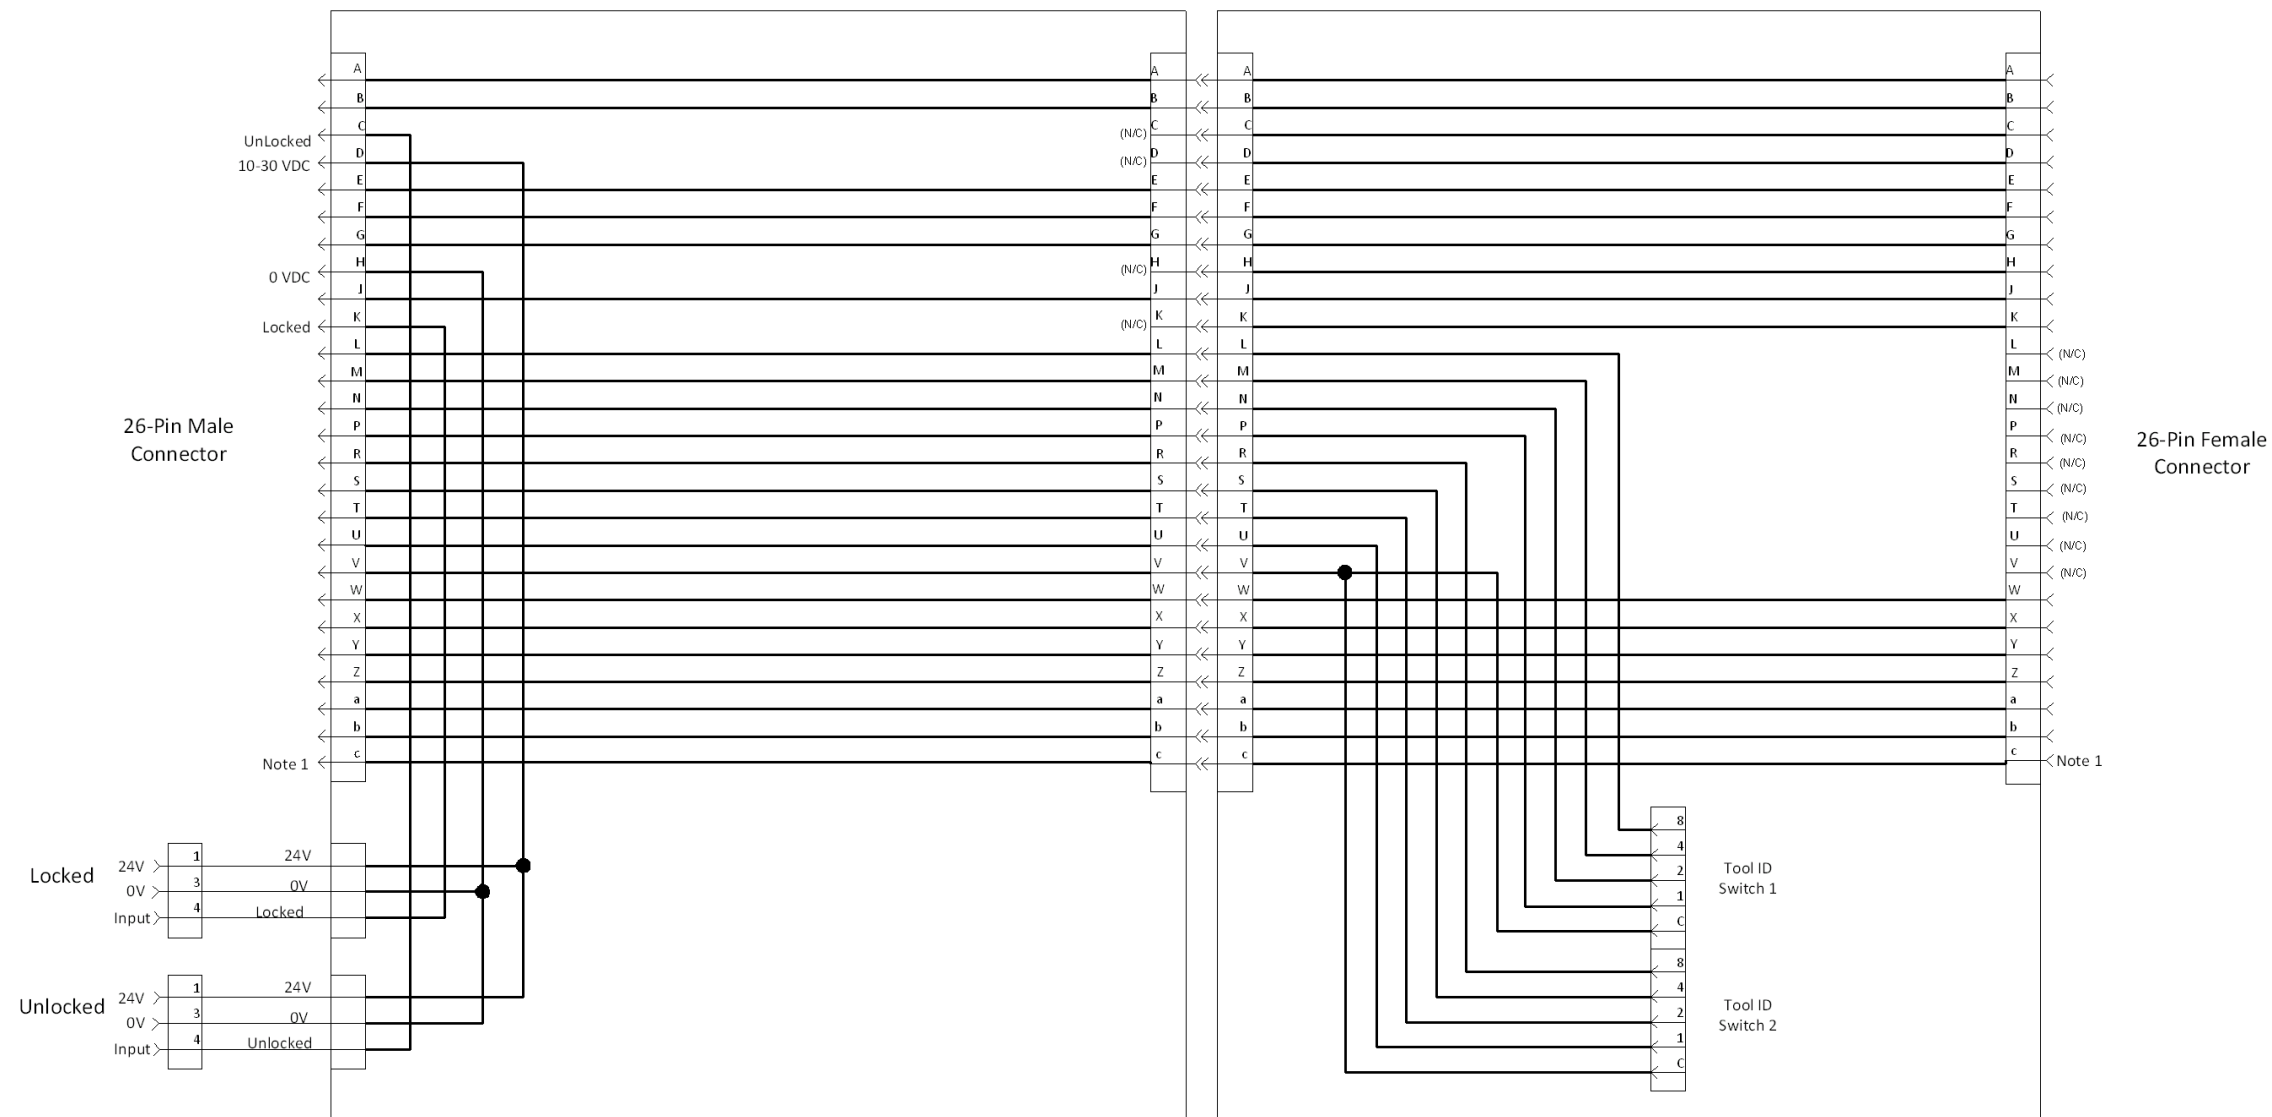 A A A A
B B B B
UnLocked C (N/C) C C C
10-30 VDC D (N/C) D D D
E E E E
F F F F
G G G G
0 VDC H (N/C) H H H
J J J J
Locked K (N/C) K K K
L L L L (N/C)
M M M M (N/C)
N N N N (N/C)
P P P P (N/C)
R R R R (N/C)
S S S S (N/C)
T T T T (N/C)
U U U U (N/C)
V V V V (N/C)
W W W W
X X X X
Y Y Y Y
Z Z Z Z
a a a a
b b b b
Note 1 c c c c Note 1
26-Pin Male
Connector
26-Pin Female
Connector
Locked
24V 1 24V
0V 3 0V
Input 4 Locked
Unlocked
24V 1 24V
0V 3 0V
Input 4 Unlocked
8
4
2
1
C
Tool ID
Switch 1
8
4
2
1
C
Tool ID
Switch 2